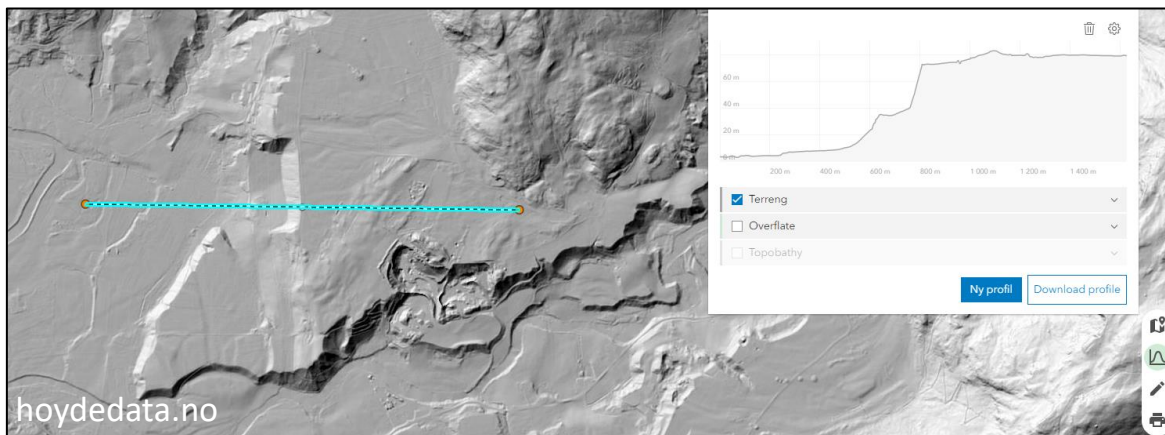 60 m
40 m
20 m
0 m
200 m 400 m 600 m 800 m 1 000 m 1 200 m 1 400 m
Terreng
Overflate
Topobathy
Ny profil Download profile
hoydedata.no